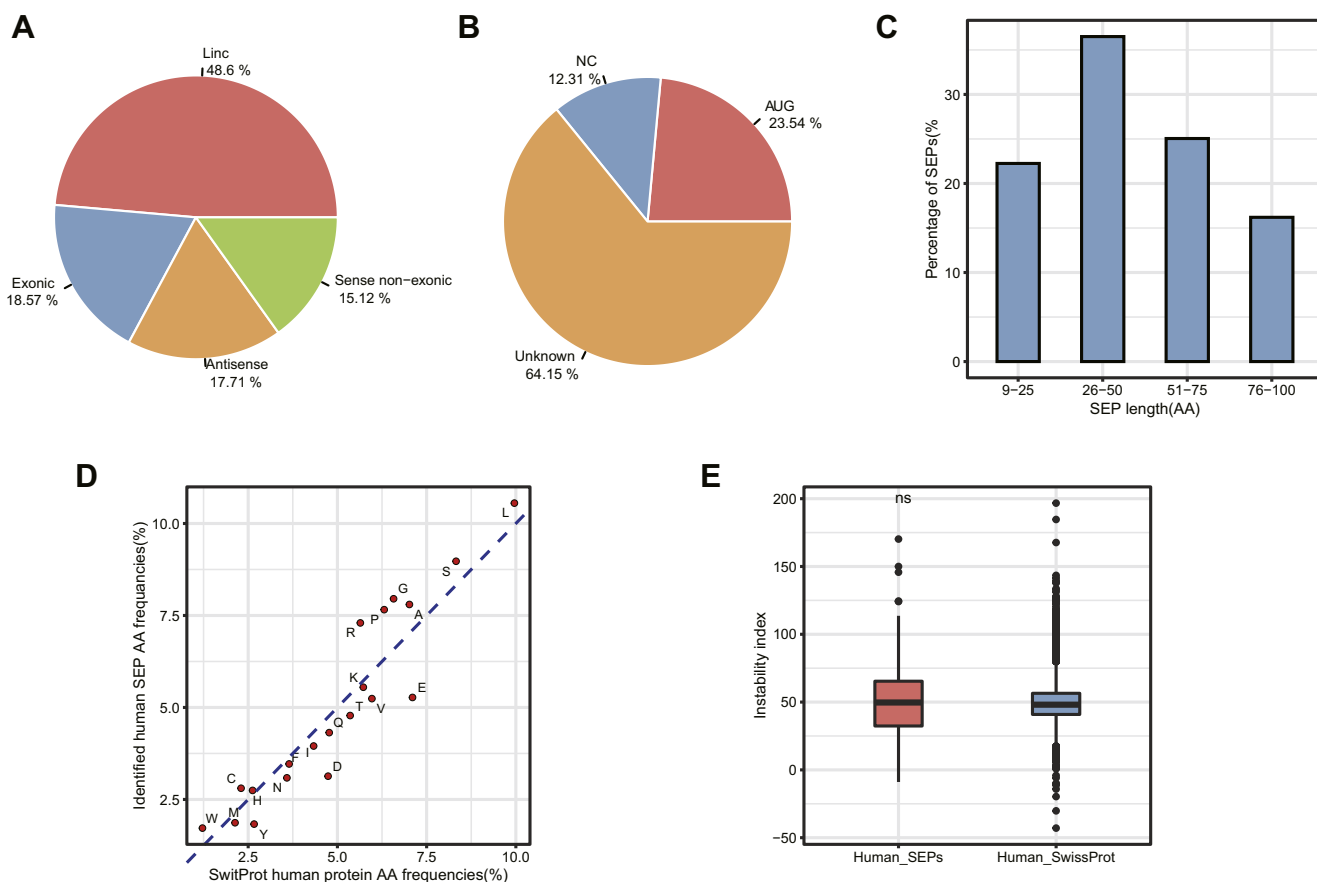 A
Linc
48.6 %
Exonic
18.57 %
Antisense
17.71 %
Sense non−exonic
15.12 %
B
NC
12.31 %
AUG
23.54 %
Unknown
64.15 %
C
Percentage of SEPs(%
30
20
10
0
9−25
26−50
51−75
76−100
SEP length(AA)
D
Identified human SEP AA frequancies(%)
10.0
7.5
5.0
2.5
L
S
G
A
P
R
K
E
V
T
Q
I
F
D
N
C
H
M
W
Y
2.5
5.0
7.5
10.0
SwitProt human protein AA frequencies(%)
E
Instability index
200
150
100
50
0
−50
ns
Human_SEPs
Human_SwissProt